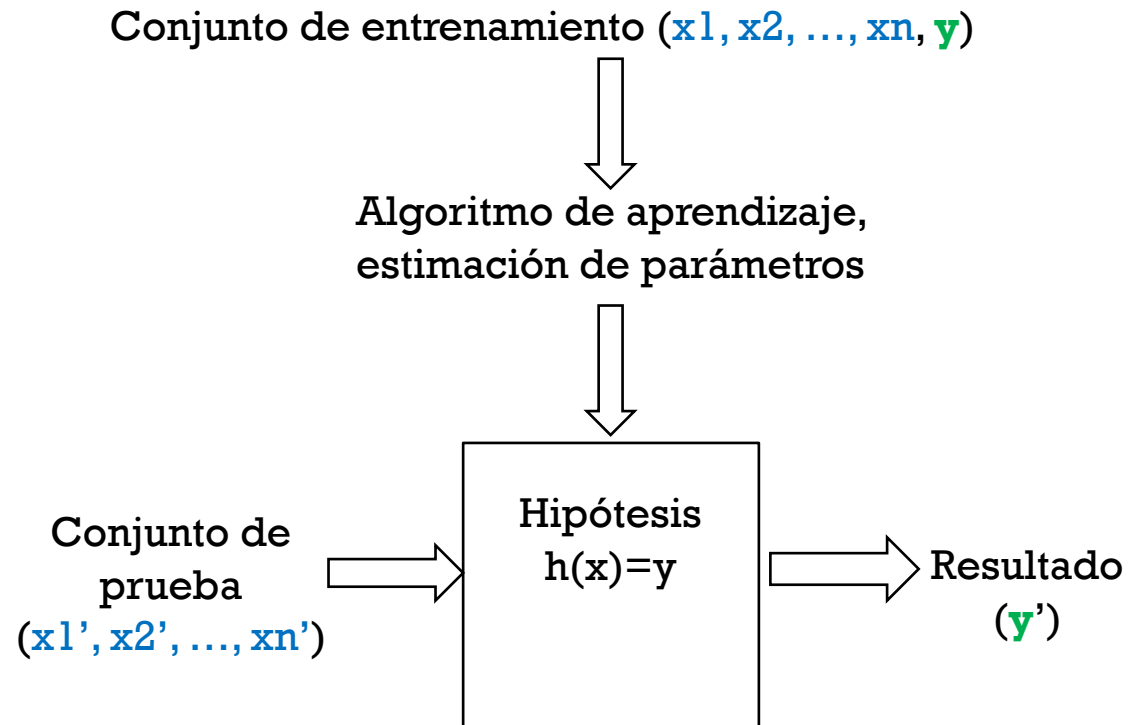 Conjunto de entrenamiento (x1, x2, …, xn, y)
Algoritmo de aprendizaje,
estimación de parámetros
Hipótesis
h(x)=y
Conjunto de
prueba
(x1’, x2’, …, xn’)
Resultado
(y’)